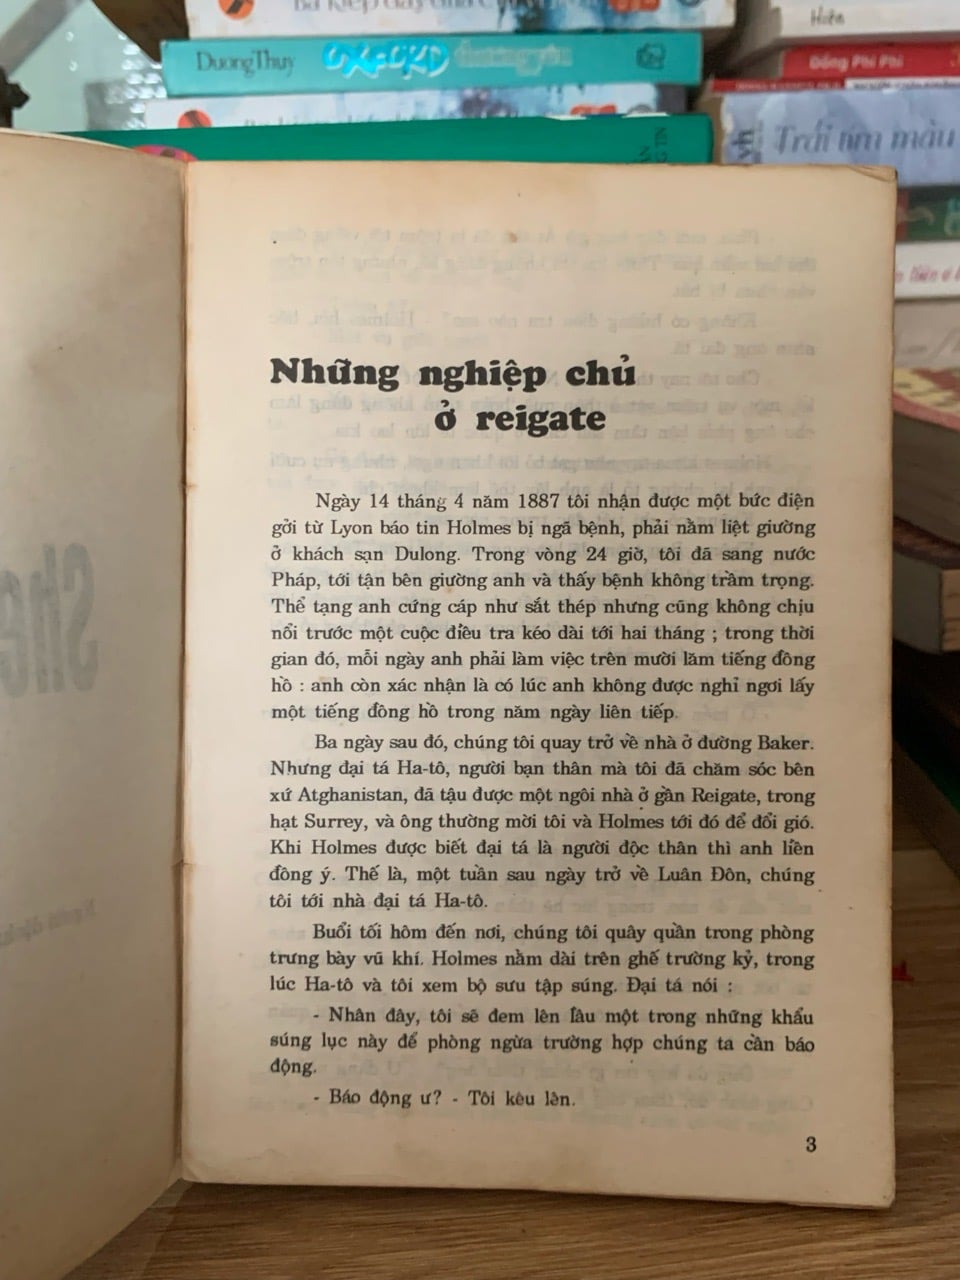 Dương Thụy OXFORD thương yêu
Hiên
Đồng Phi Phi
Trái tim màu
Những nghiệp chủ
ở reigate
Ngày 14 tháng 4 năm 1887 tôi nhận được một bức điện
gởi từ Lyon báo tin Holmes bị ngã bệnh, phải nằm liệt giường
ở khách sạn Dulong. Trong vòng 24 giờ, tôi đã sang nước
Pháp, tới tận bên giường anh và thấy bệnh không trầm trọng.
Thể tạng anh cứng cáp như sắt thép nhưng cũng không chịu
nổi trước một cuộc điều tra kéo dài tới hai tháng ; trong thời
gian đó, mỗi ngày anh phải làm việc trên mười lăm tiếng đồng
hồ : anh còn xác nhận là có lúc anh không được nghỉ ngơi lấy
một tiếng đồng hồ trong năm ngày liên tiếp.
Ba ngày sau đó, chúng tôi quay trở về nhà ở đường Baker.
Nhưng đại tá Ha-tô, người bạn thân mà tôi đã chăm sóc bên
xứ Atghanistan, đã tậu được một ngôi nhà ở gần Reigate, trong
hạt Surrey, và ông thường mời tôi và Holmes tới đó để đổi gió.
Khi Holmes được biết đại tá là người độc thân thì anh liền
đồng ý. Thế là, một tuần sau ngày trở về Luân Đôn, chúng
tôi tới nhà đại tá Ha-tô.
Buổi tối hôm đến nơi, chúng tôi quây quần trong phòng
trưng bày vũ khí. Holmes nằm dài trên ghế trường kỷ, trong
lúc Ha-tô và tôi xem bộ sưu tập súng. Đại tá nói :
- Nhân đây, tôi sẽ đem lên lầu một trong những khẩu
súng lục này để phòng ngừa trường hợp chúng ta cần báo
động.
- Báo động ư? - Tôi kêu lên.
3